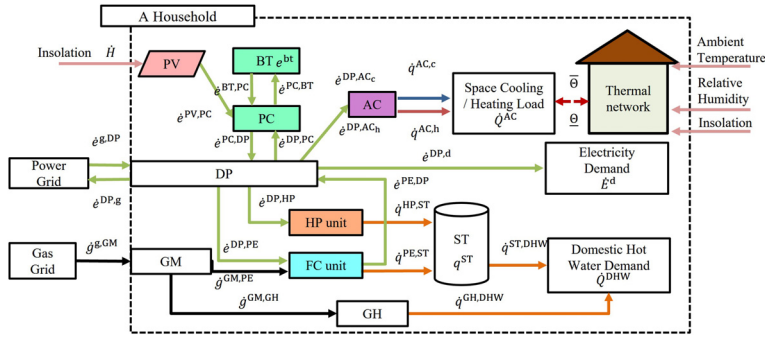 A Household
Insolation Ḣ
PV
BT e^bt
ė^BT,PC
ė^PC,BT
ė^PV,PC
PC
ė^PC,DP
ė^DP,PC
ė^DP,AC_c
AC
ė^DP,AC_h
q̇^AC,c
q̇^AC,h
Space Cooling
/ Heating Load
Q̇^AC
Θ̅
Θ̲
Thermal
network
Ambient
Temperature
Relative
Humidity
Insolation
ė^g,DP
Power
Grid
ė^DP,g
DP
ė^DP,d
Electricity
Demand
Ė^d
ė^PE,DP
ė^DP,HP
HP unit
q̇^HP,ST
ė^DP,PE
FC unit
q̇^PE,ST
ST
q^ST
q̇^ST,DHW
Domestic Hot
Water Demand
Q̇^DHW
ġ^g,GM
Gas
Grid
GM
ġ^GM,PE
ġ^GM,GH
GH
q̇^GH,DHW